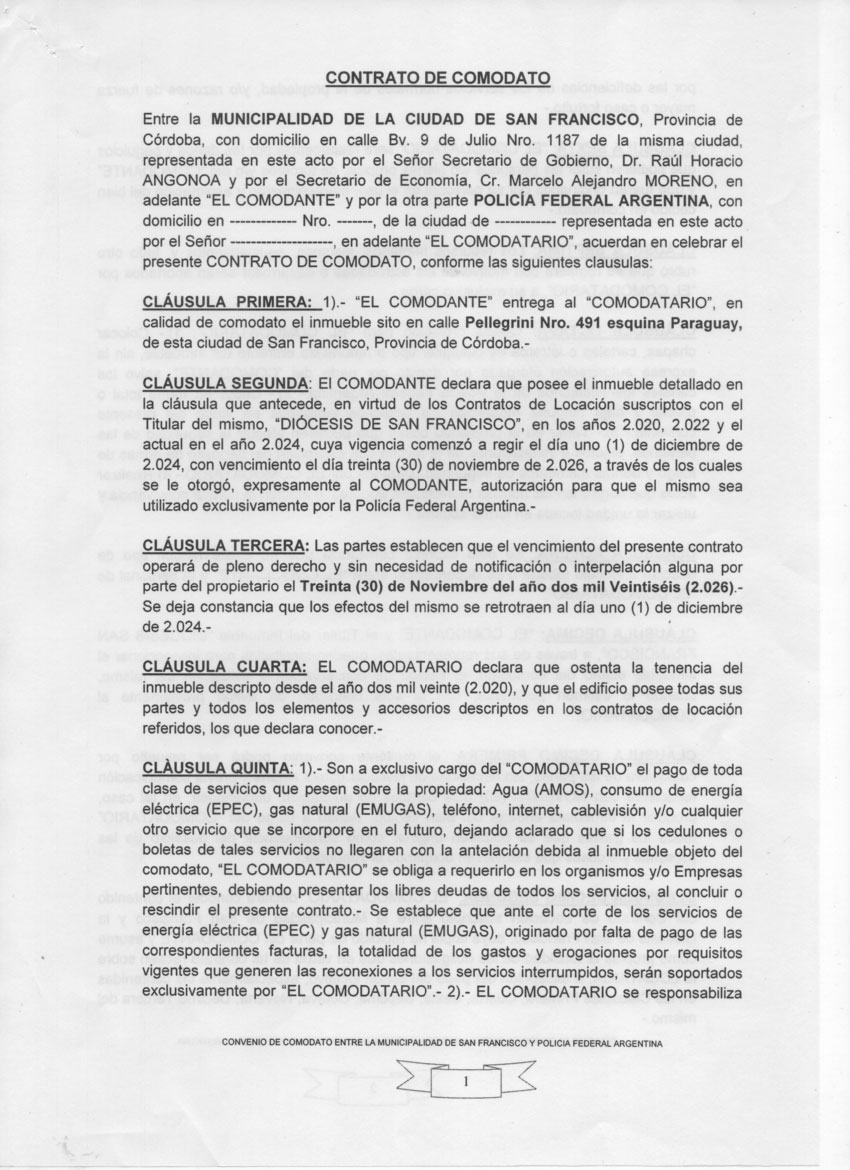 CONTRATO DE COMODATO
Entre la MUNICIPALIDAD DE LA CIUDAD DE SAN FRANCISCO, Provincia de
Córdoba, con domicilio en calle Bv. 9 de Julio Nro. 1187 de la misma ciudad,
representada en este acto por el Señor Secretario de Gobierno, Dr. Raúl Horacio
ANGONOA y por el Secretario de Economía, Cr. Marcelo Alejandro MORENO, en
adelante “EL COMODANTE” y por la otra parte POLICÍA FEDERAL ARGENTINA, con
domicilio en ------------- Nro. -------, de la ciudad de ------------ representada en este acto
por el Señor --------------------, en adelante “EL COMODATARIO”, acuerdan en celebrar el
presente CONTRATO DE COMODATO, conforme las siguientes clausulas:
CLÁUSULA PRIMERA: 1).- “EL COMODANTE” entrega al “COMODATARIO”, en
calidad de comodato el inmueble sito en calle Pellegrini Nro. 491 esquina Paraguay,
de esta ciudad de San Francisco, Provincia de Córdoba.-
CLÁUSULA SEGUNDA: El COMODANTE declara que posee el inmueble detallado en
la cláusula que antecede, en virtud de los Contratos de Locación suscriptos con el
Titular del mismo, “DIÓCESIS DE SAN FRANCISCO”, en los años 2.020, 2.022 y el
actual en el año 2.024, cuya vigencia comenzó a regir el día uno (1) de diciembre de
2.024, con vencimiento el día treinta (30) de noviembre de 2.026, a través de los cuales
se le otorgó, expresamente al COMODANTE, autorización para que el mismo sea
utilizado exclusivamente por la Policía Federal Argentina.-
CLÁUSULA TERCERA: Las partes establecen que el vencimiento del presente contrato
operará de pleno derecho y sin necesidad de notificación o interpelación alguna por
parte del propietario el Treinta (30) de Noviembre del año dos mil Veintiséis (2.026).-
Se deja constancia que los efectos del mismo se retrotraen al día uno (1) de diciembre
de 2.024.-
CLÁUSULA CUARTA: EL COMODATARIO declara que ostenta la tenencia del
inmueble descripto desde el año dos mil veinte (2.020), y que el edificio posee todas sus
partes y todos los elementos y accesorios descriptos en los contratos de locación
referidos, los que declara conocer.-
CLÀUSULA QUINTA: 1).- Son a exclusivo cargo del “COMODATARIO” el pago de toda
clase de servicios que pesen sobre la propiedad: Agua (AMOS), consumo de energía
eléctrica (EPEC), gas natural (EMUGAS), teléfono, internet, cablevisión y/o cualquier
otro servicio que se incorpore en el futuro, dejando aclarado que si los cedulones o
boletas de tales servicios no llegaren con la antelación debida al inmueble objeto del
comodato, “EL COMODATARIO” se obliga a requerirlo en los organismos y/o Empresas
pertinentes, debiendo presentar los libres deudas de todos los servicios, al concluir o
rescindir el presente contrato.- Se establece que ante el corte de los servicios de
energía eléctrica (EPEC) y gas natural (EMUGAS), originado por falta de pago de las
correspondientes facturas, la totalidad de los gastos y erogaciones por requisitos
vigentes que generen las reconexiones a los servicios interrumpidos, serán soportados
exclusivamente por “EL COMODATARIO”.- 2).- EL COMODATARIO se responsabiliza
CONVENIO DE COMODATO ENTRE LA MUNICIPALIDAD DE SAN FRANCISCO Y POLICIA FEDERAL ARGENTINA
1